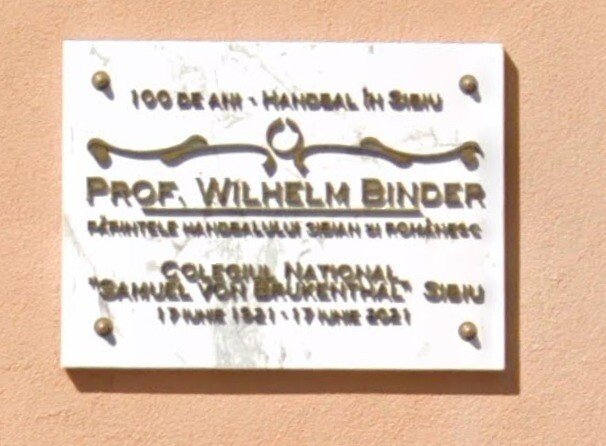 100 DE ANI - HANDBAL ÎN SIBIU
PROF. WILHELM BINDER
PĂRINTELE HANDBALULUI SIBIAN ȘI ROMÂNESC
COLEGIUL NAȚIONAL
"SAMUEL VON BRUKENTHAL" SIBIU
17 IUNIE 1921 - 17 IUNIE 2021